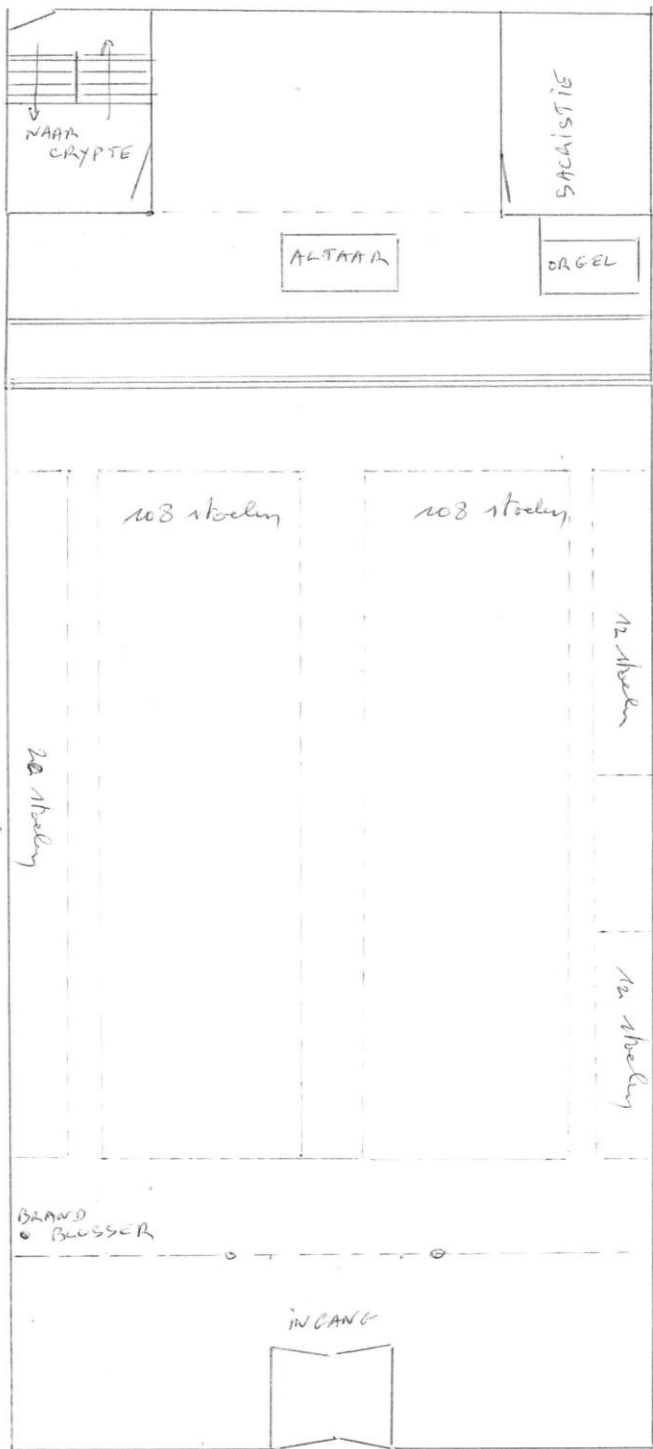 NAAR
CRYPTE
SACRISTIE
ALTAAR
ORGEL
108 stoelen
108 stoelen
12 stoelen
20 stoelen
12 stoelen
BRAND
BLUSSER
INGANG